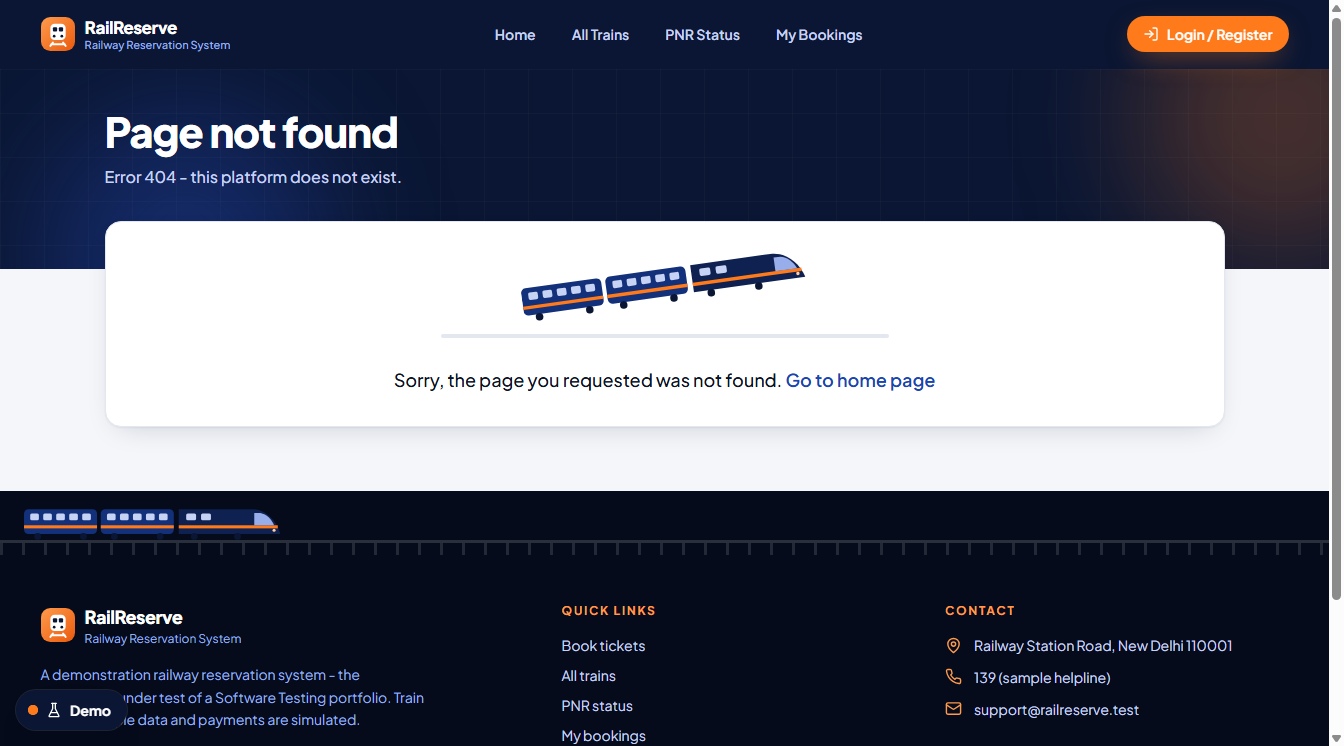 RailReserve
Railway Reservation System
Home
All Trains
PNR Status
My Bookings
Login / Register
Page not found
Error 404 - this platform does not exist.
Sorry, the page you requested was not found. Go to home page
RailReserve
Railway Reservation System
A demonstration railway reservation system - the
under test of a Software Testing portfolio. Train
data and payments are simulated.
Demo
QUICK LINKS
Book tickets
All trains
PNR status
My bookings
CONTACT
Railway Station Road, New Delhi 110001
139 (sample helpline)
support@railreserve.test